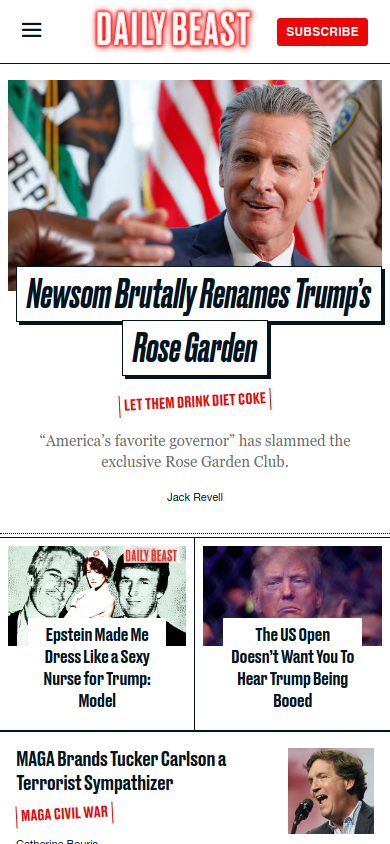 DAILY BEAST
SUBSCRIBE
REP
Newsom Brutally Renames Trump's
Rose Garden
LET THEM DRINK DIET COKE
“America’s favorite governor” has slammed the
exclusive Rose Garden Club.
Jack Revell
DAILY BEAST
Epstein Made Me
Dress Like a Sexy
Nurse for Trump:
Model
The US Open
Doesn’t Want You To
Hear Trump Being
Booed
MAGA Brands Tucker Carlson a
Terrorist Sympathizer
MAGA CIVIL WAR